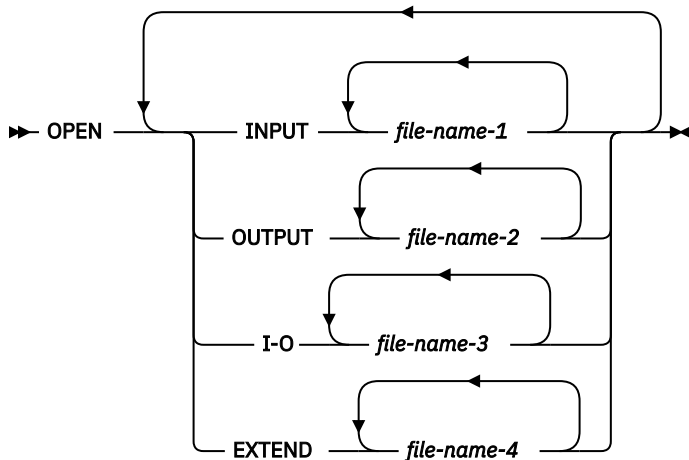 OPEN INPUT file-name-1
OUTPUT file-name-2
I-O file-name-3
EXTEND file-name-4